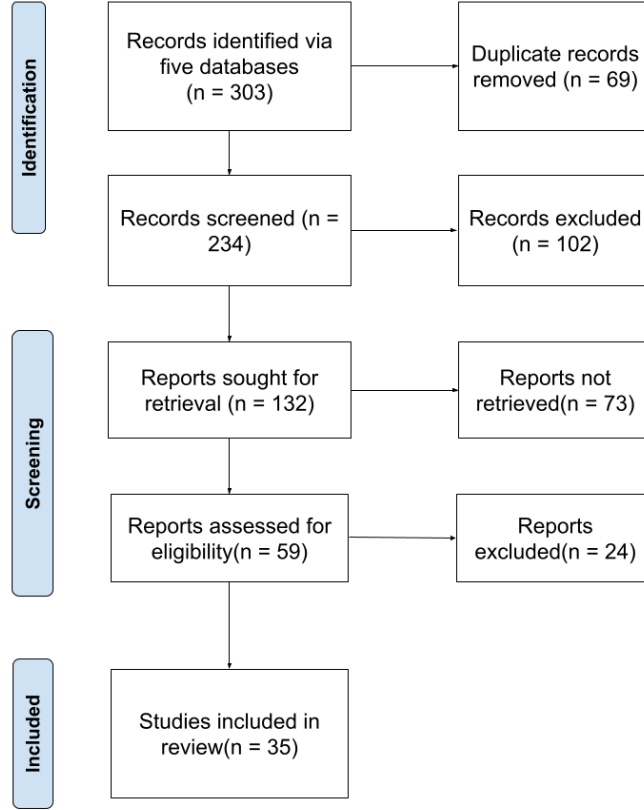 Identification
Records identified via
five databases
(n = 303)
Duplicate records
removed (n = 69)
Records screened (n =
234)
Records excluded
(n = 102)
Screening
Reports sought for
retrieval (n = 132)
Reports not
retrieved(n = 73)
Reports assessed for
eligibility(n = 59)
Reports
excluded(n = 24)
Included
Studies included in
review(n = 35)